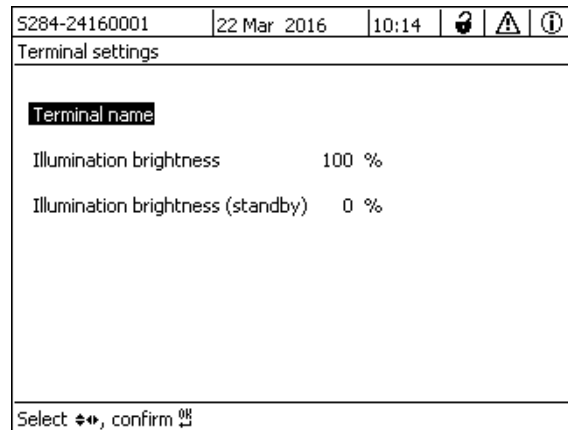 S284-24160001 22 Mar 2016 10:14
Terminal settings
Terminal name
Illumination brightness 100 %
Illumination brightness (standby) 0 %
Select ▲▼◀▶, confirm OK